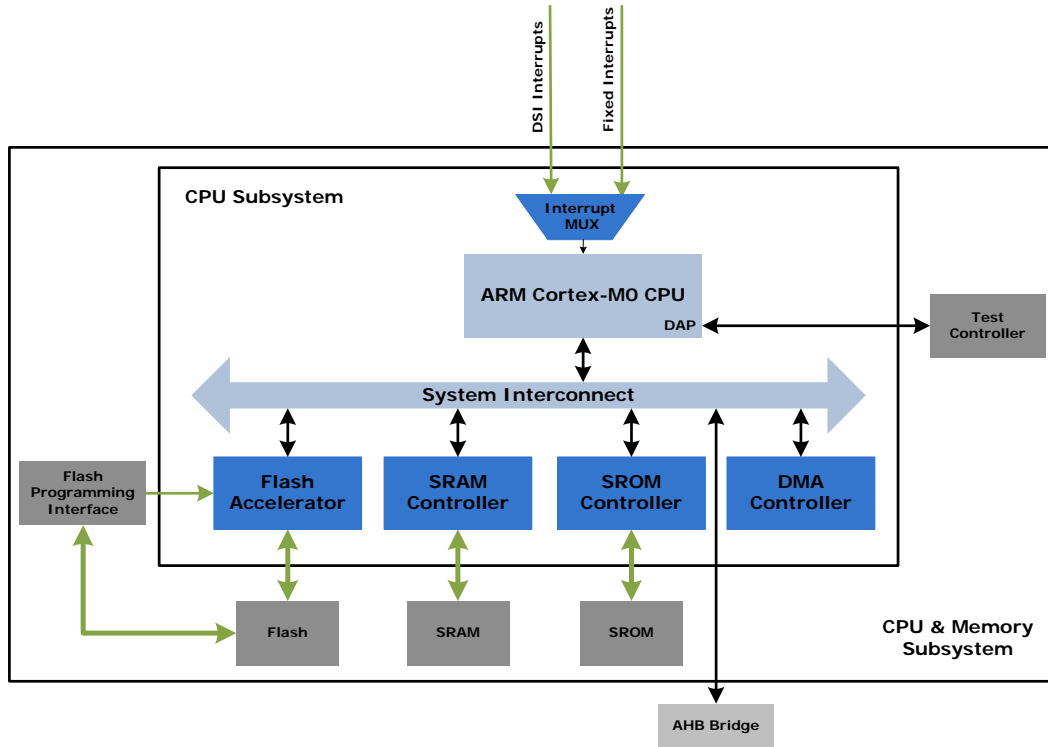 DSI Interrupts
Fixed Interrupts
CPU Subsystem
Interrupt
MUX
ARM Cortex-M0 CPU
DAP
Test
Controller
System Interconnect
Flash
Programming
Interface
Flash
Accelerator
SRAM
Controller
SROM
Controller
DMA
Controller
Flash
SRAM
SROM
CPU & Memory
Subsystem
AHB Bridge